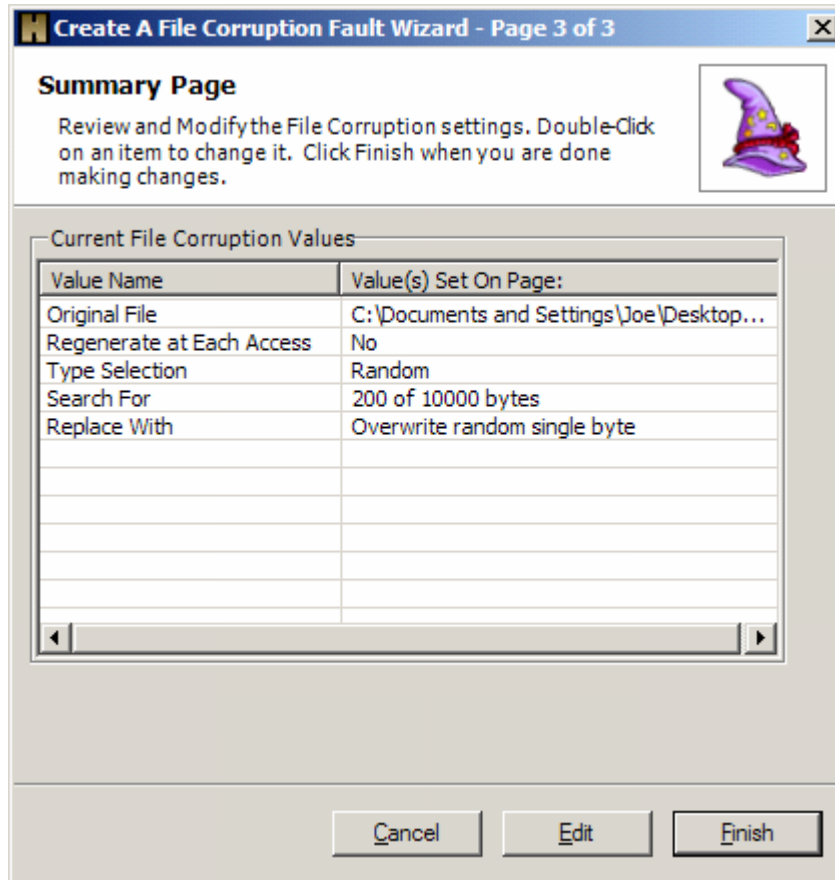 Create A File Corruption Fault Wizard - Page 3 of 3
Summary Page
Review and Modify the File Corruption settings. Double-Click
on an item to change it. Click Finish when you are done
making changes.
Current File Corruption Values
Value Name Value(s) Set On Page:
Original File C:\Documents and Settings\Joe\Desktop...
Regenerate at Each Access No
Type Selection Random
Search For 200 of 10000 bytes
Replace With Overwrite random single byte
Cancel Edit Finish